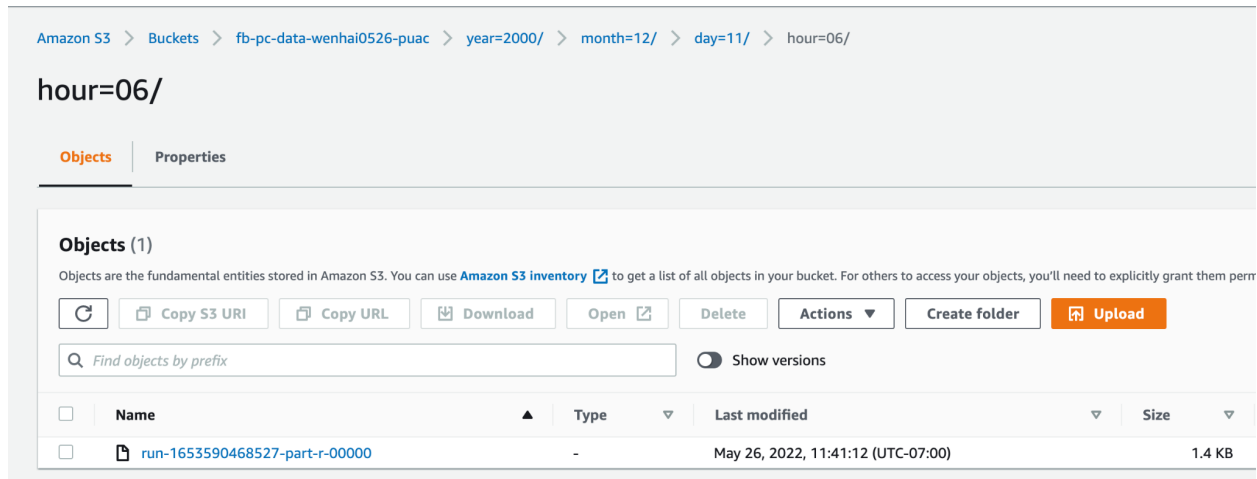 Amazon S3 > Buckets > fb-pc-data-wenhai0526-puac > year=2000/ > month=12/ > day=11/ > hour=06/
hour=06/
Objects Properties
Objects (1)
Objects are the fundamental entities stored in Amazon S3. You can use Amazon S3 inventory to get a list of all objects in your bucket. For others to access your objects, you'll need to explicitly grant them perm
Copy S3 URI Copy URL Download Open Delete Actions Create folder Upload
Find objects by prefix Show versions
Name Type Last modified Size
run-1653590468527-part-r-00000 - May 26, 2022, 11:41:12 (UTC-07:00) 1.4 KB